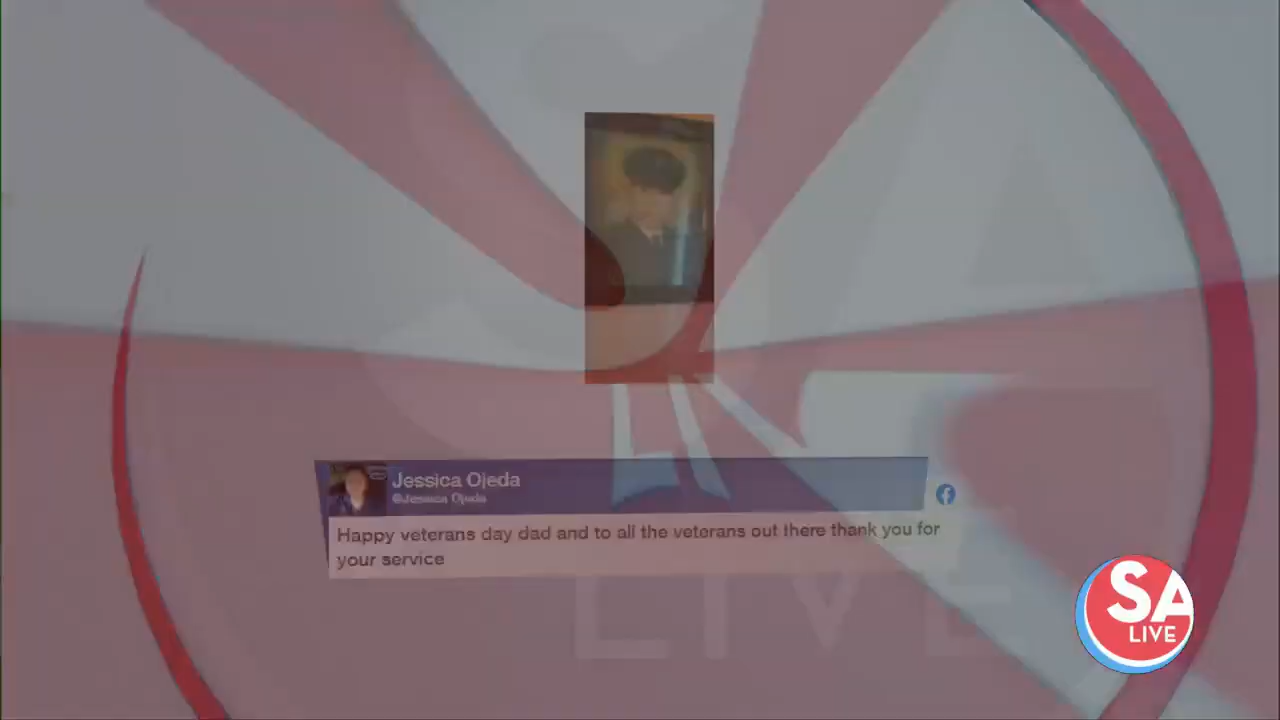 Jessica Ojeda
@Jessica Ojeda
Happy veterans day dad and to all the veterans out there thank you for
your service
LIVE
SA
LIVE